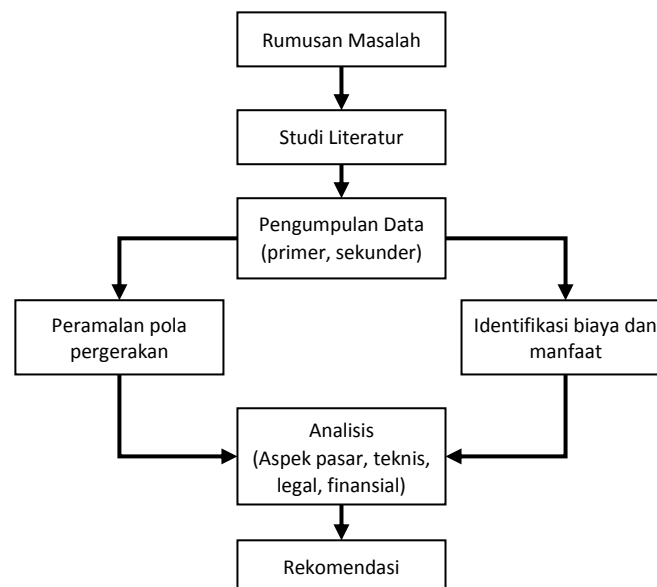 Rumusan Masalah
Studi Literatur
Pengumpulan Data
(primer, sekunder)
Peramalan pola
pergerakan
Identifikasi biaya dan
manfaat
Analisis
(Aspek pasar, teknis,
legal, finansial)
Rekomendasi